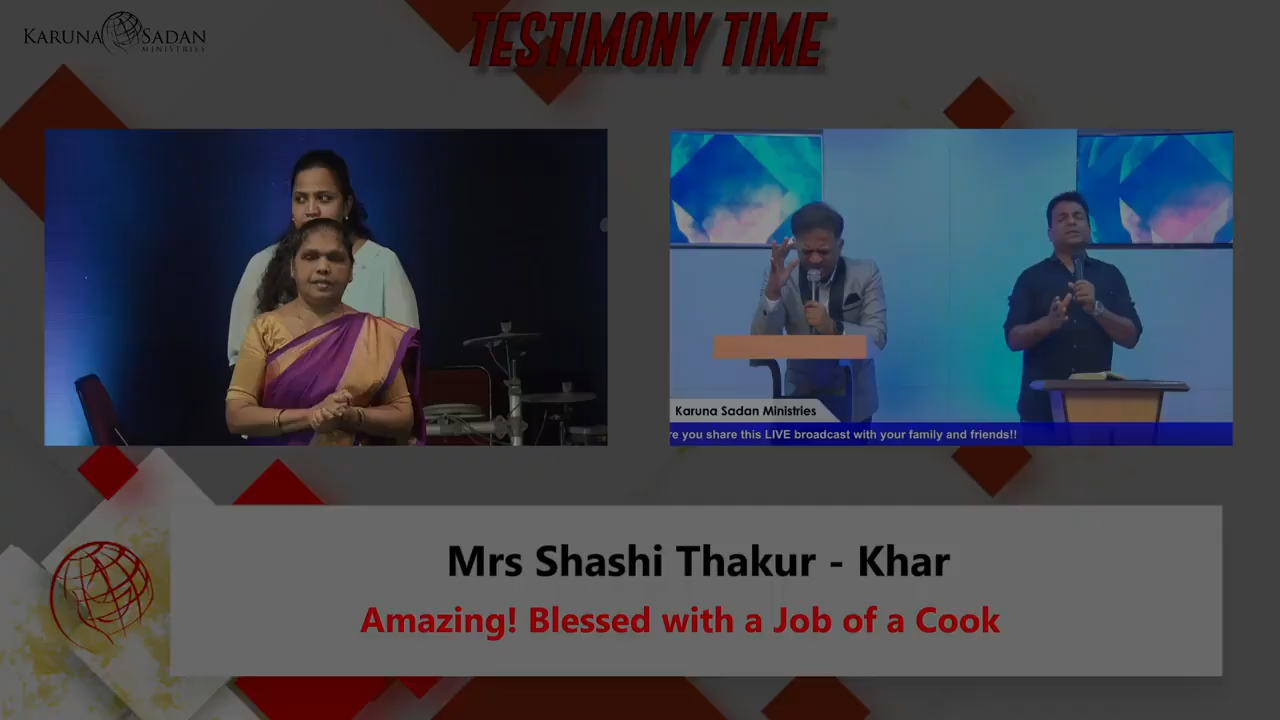 KARUNA SADAN
MINISTRIES
TESTIMONY TIME
Karuna Sadan Ministries
e you share this LIVE broadcast with your family and friends!!
Mrs Shashi Thakur - Khar
Amazing! Blessed with a Job of a Cook